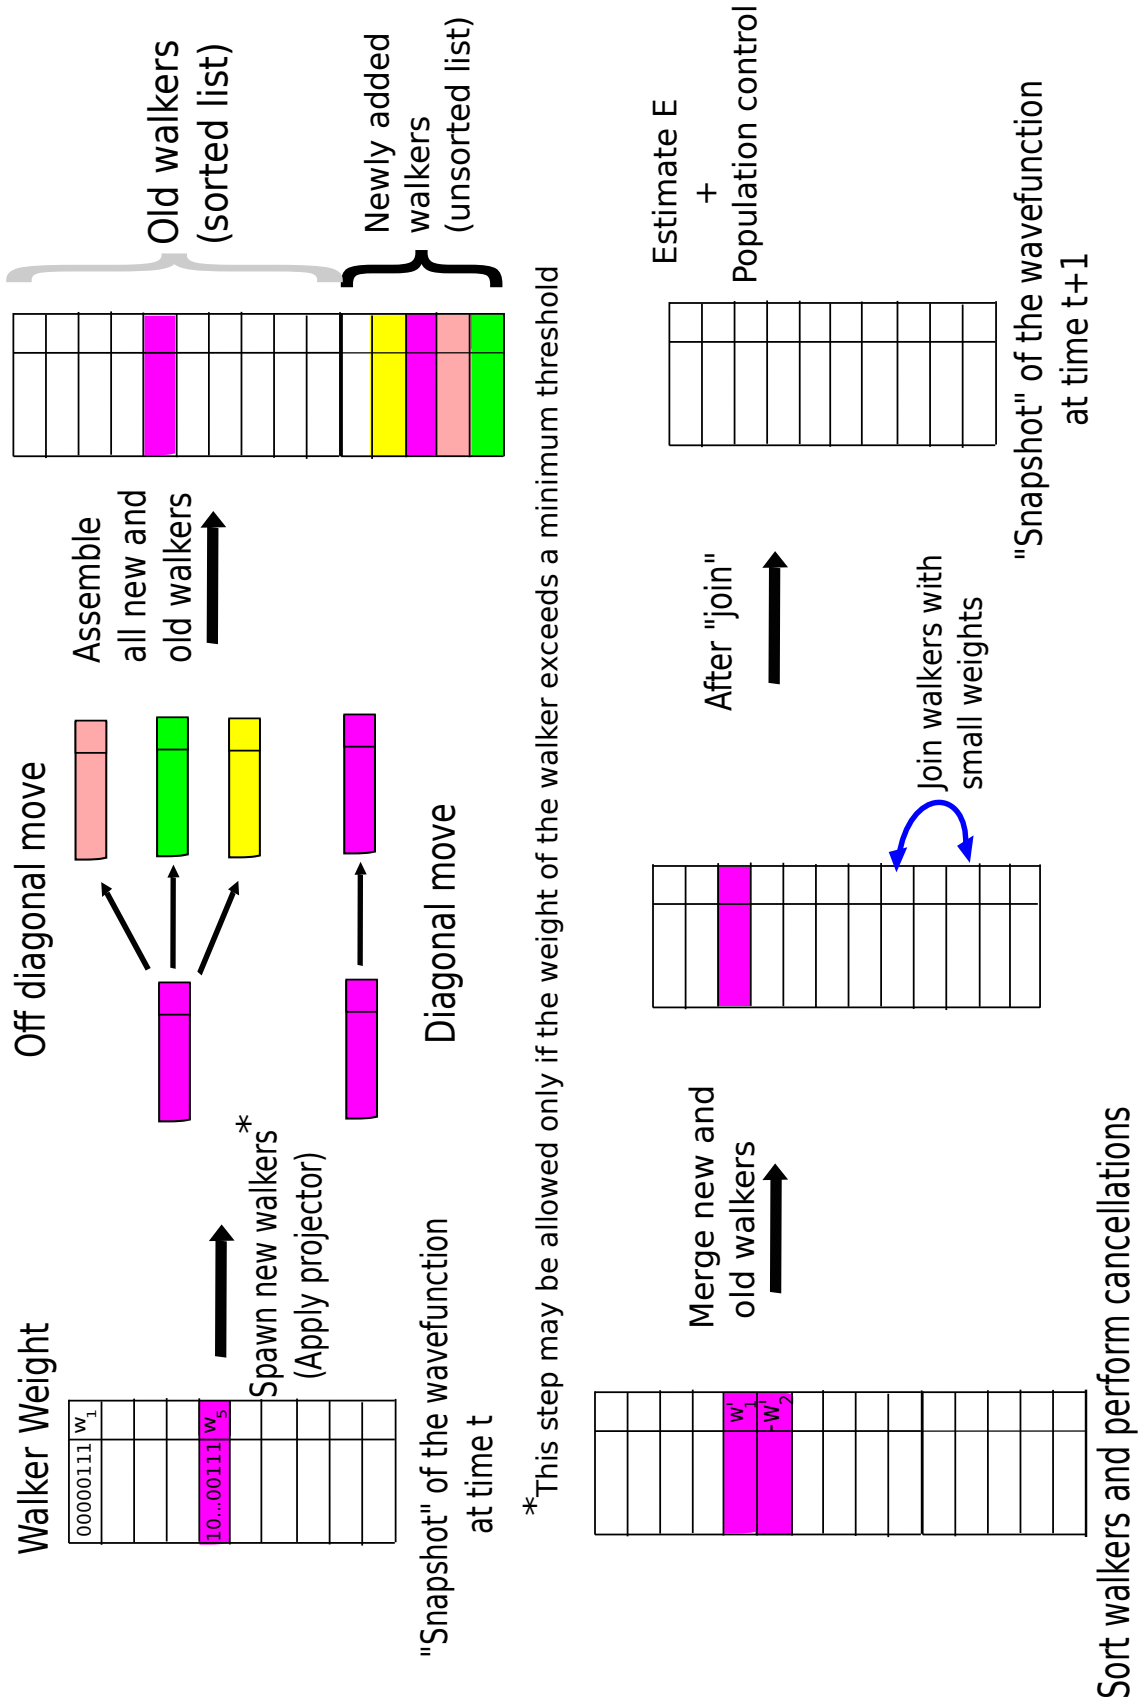 Walker Weight
00000111 w1
10...00111 w5
"Snapshot" of the wavefunction
at time t
Spawn new walkers*
(Apply projector)
Off diagonal move
Diagonal move
Assemble
all new and
old walkers
Old walkers
(sorted list)
Newly added
walkers
(unsorted list)
*This step may be allowed only if the weight of the walker exceeds a minimum threshold
w'1
-w'2
Sort walkers and perform cancellations
Merge new and
old walkers
Join walkers with
small weights
After "join"
Estimate E
+
Population control
"Snapshot" of the wavefunction
at time t+1